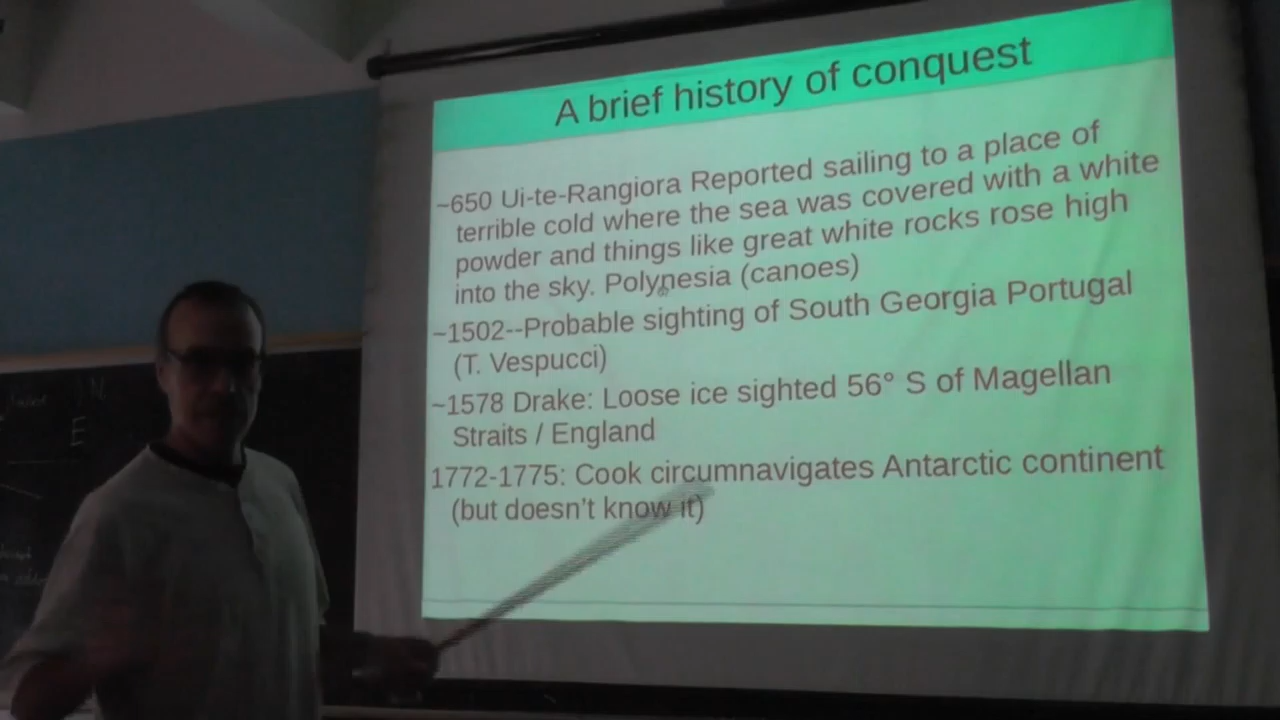 A brief history of conquest
~650 Ui-te-Rangiora Reported sailing to a place of
terrible cold where the sea was covered with a white
powder and things like great white rocks rose high
into the sky. Polynesia (canoes)
~1502--Probable sighting of South Georgia Portugal
(T. Vespucci)
~1578 Drake: Loose ice sighted 56° S of Magellan
Straits / England
1772-1775: Cook circumnavigates Antarctic continent
(but doesn't know it)
N
E